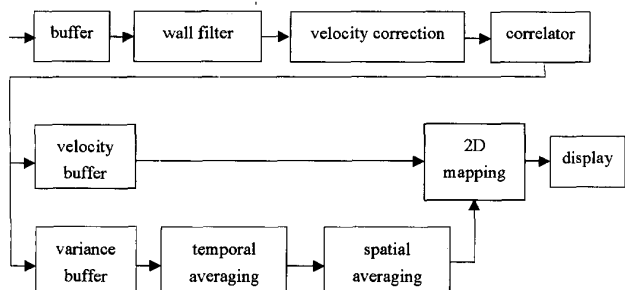 buffer
wall filter
velocity correction
correlator
velocity
buffer
2D
mapping
display
variance
buffer
temporal
averaging
spatial
averaging